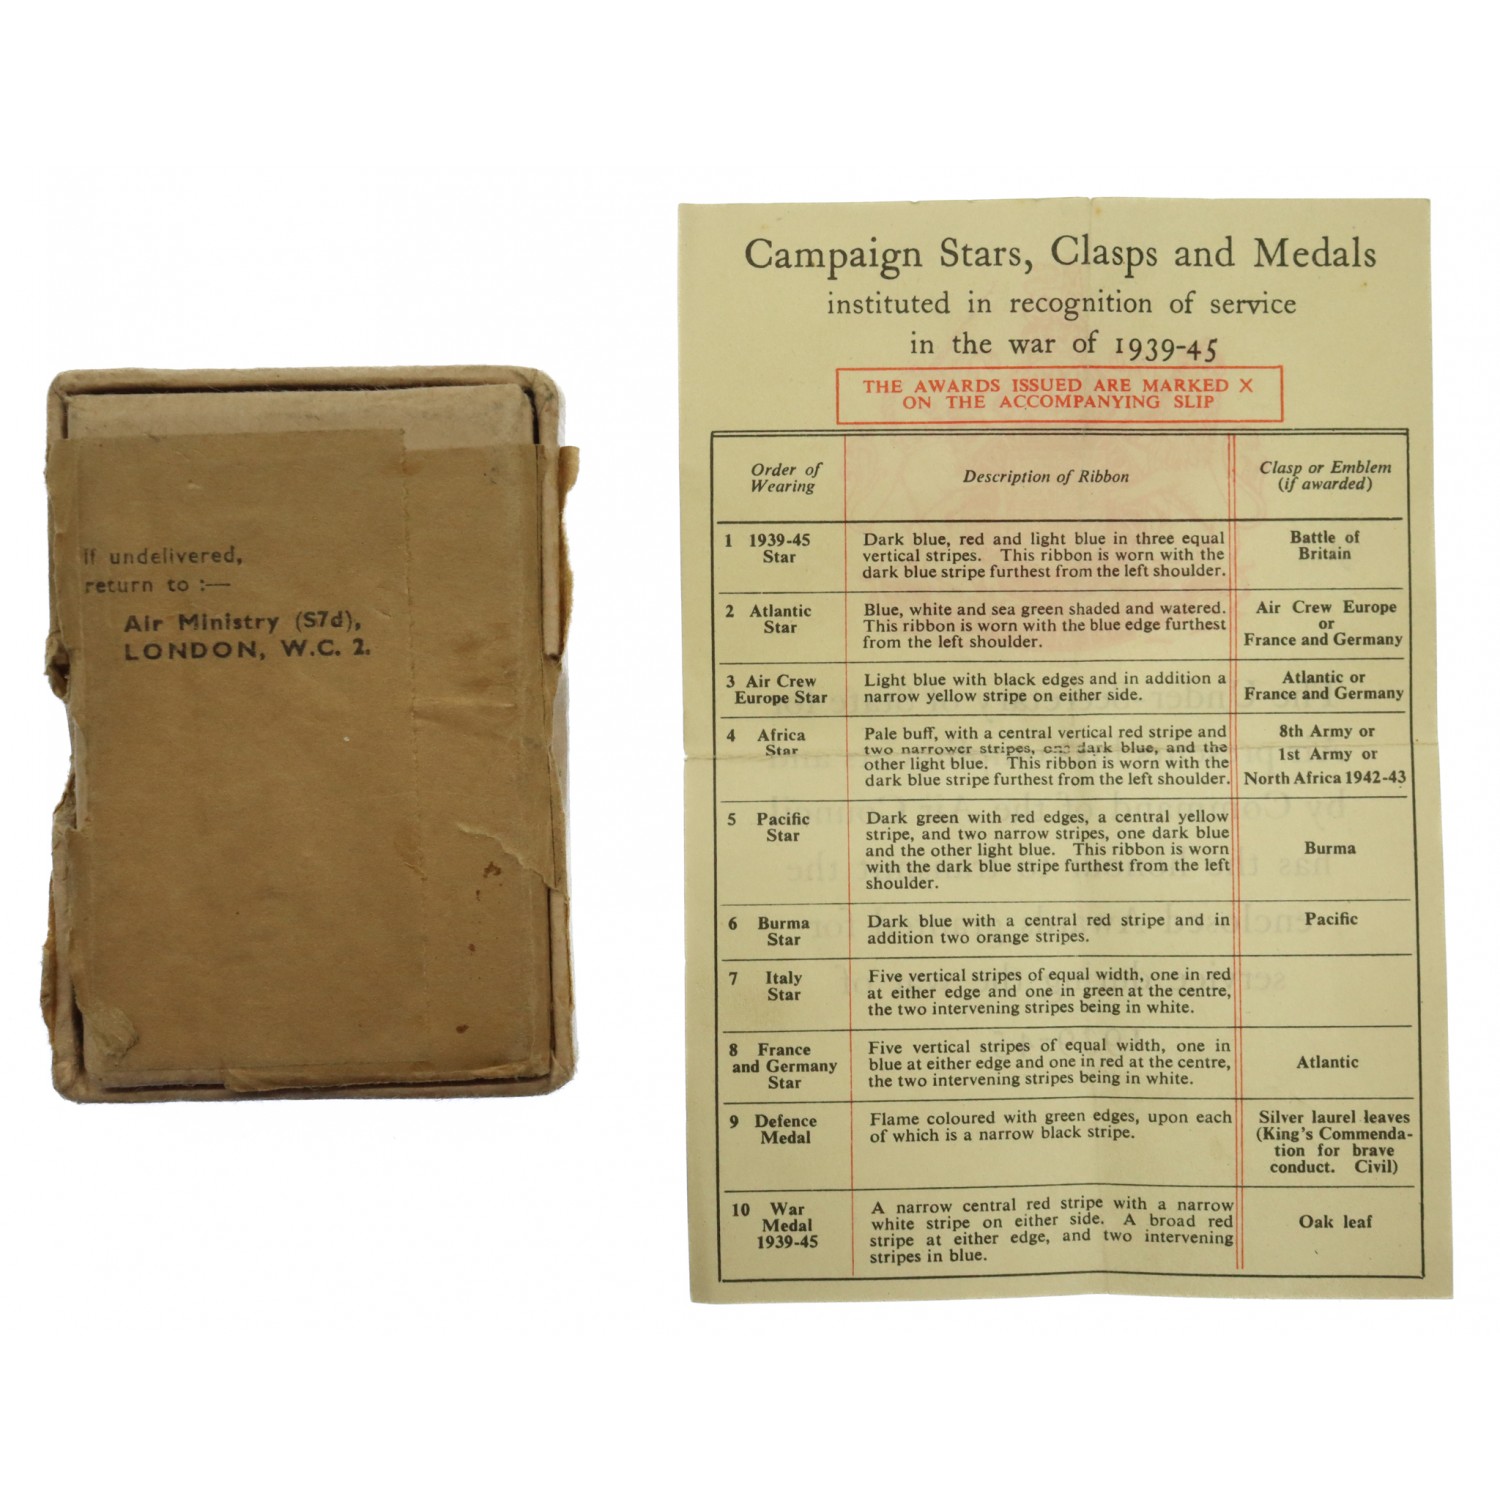 If undelivered,
return to :—
Air Ministry (S7d),
LONDON, W.C. 2.
Campaign Stars, Clasps and Medals
instituted in recognition of service
in the war of 1939-45
THE AWARDS ISSUED ARE MARKED X
ON THE ACCOMPANYING SLIP
Order of
Wearing
Description of Ribbon
Clasp or Emblem
(if awarded)
1 1939-45
Star
Dark blue, red and light blue in three equal
vertical stripes. This ribbon is worn with the
dark blue stripe furthest from the left shoulder.
Battle of
Britain
2 Atlantic
Star
Blue, white and sea green shaded and watered.
This ribbon is worn with the blue edge furthest
from the left shoulder.
Air Crew Europe
or
France and Germany
3 Air Crew
Europe Star
Light blue with black edges and in addition a
narrow yellow stripe on either side.
Atlantic or
France and Germany
4 Africa
Star
Pale buff, with a central vertical red stripe and
two narrower stripes, one dark blue, and the
other light blue. This ribbon is worn with the
dark blue stripe furthest from the left shoulder.
8th Army or
1st Army or
North Africa 1942-43
5 Pacific
Star
Dark green with red edges, a central yellow
stripe, and two narrow stripes, one dark blue
and the other light blue. This ribbon is worn
with the dark blue stripe furthest from the left
shoulder.
Burma
6 Burma
Star
Dark blue with a central red stripe and in
addition two orange stripes.
Pacific
7 Italy
Star
Five vertical stripes of equal width, one in red
at either edge and one in green at the centre,
the two intervening stripes being in white.
8 France
and Germany
Star
Five vertical stripes of equal width, one in
blue at either edge and one in red at the centre,
the two intervening stripes being in white.
Atlantic
9 Defence
Medal
Flame coloured with green edges, upon each
of which is a narrow black stripe.
Silver laurel leaves
(King's Commenda-
tion for brave
conduct. Civil)
10 War
Medal
1939-45
A narrow central red stripe with a narrow
white stripe on either side. A broad red
stripe at either edge, and two intervening
stripes in blue.
Oak leaf